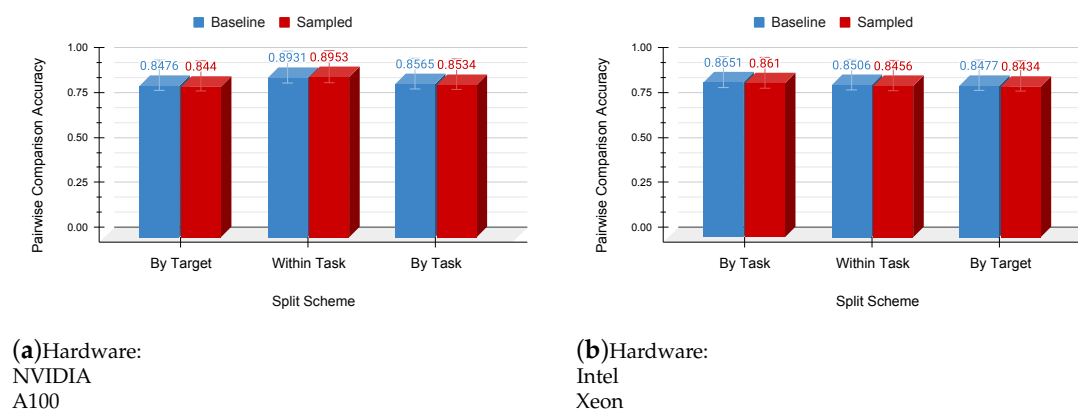 Baseline Sampled
Pairwise Comparison Accuracy
1.00
0.75
0.50
0.25
0.00
0.8476 0.844 0.8931 0.8953 0.8565 0.8534
By Target Within Task By Task
Split Scheme
(a)Hardware:
NVIDIA
A100
Baseline Sampled
Pairwise Comparison Accuracy
1.00
0.75
0.50
0.25
0.00
0.8651 0.861 0.8506 0.8456 0.8477 0.8434
By Task Within Task By Target
Split Scheme
(b)Hardware:
Intel
Xeon